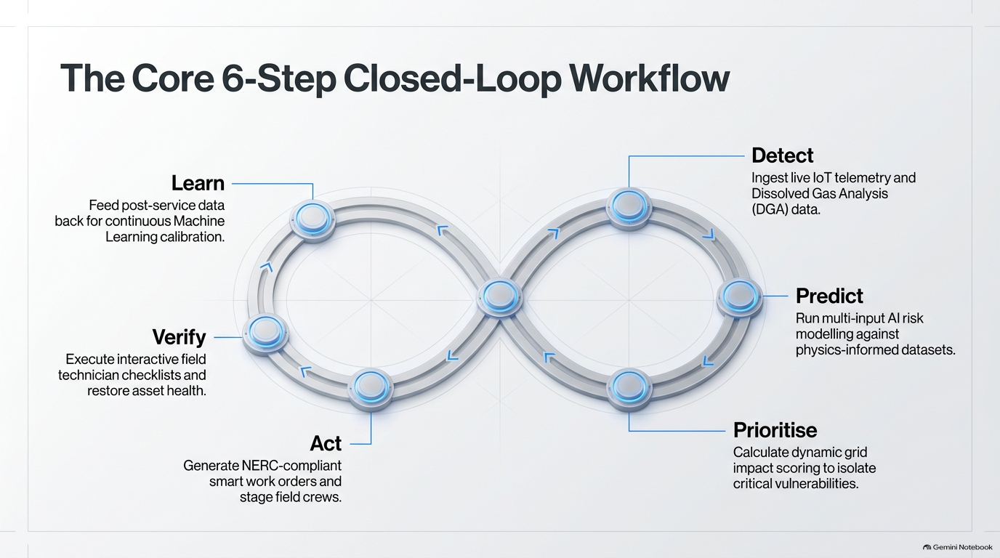 The Core 6-Step Closed-Loop Workflow
Detect
Ingest live IoT telemetry and
Dissolved Gas Analysis
(DGA) data.
Predict
Run multi-input AI risk
modelling against
physics-informed datasets.
Prioritise
Calculate dynamic grid
impact scoring to isolate
critical vulnerabilities.
Act
Generate NERC-compliant
smart work orders and
stage field crews.
Verify
Execute interactive field
technician checklists and
restore asset health.
Learn
Feed post-service data
back for continuous Machine
Learning calibration.
Gemini Notebook